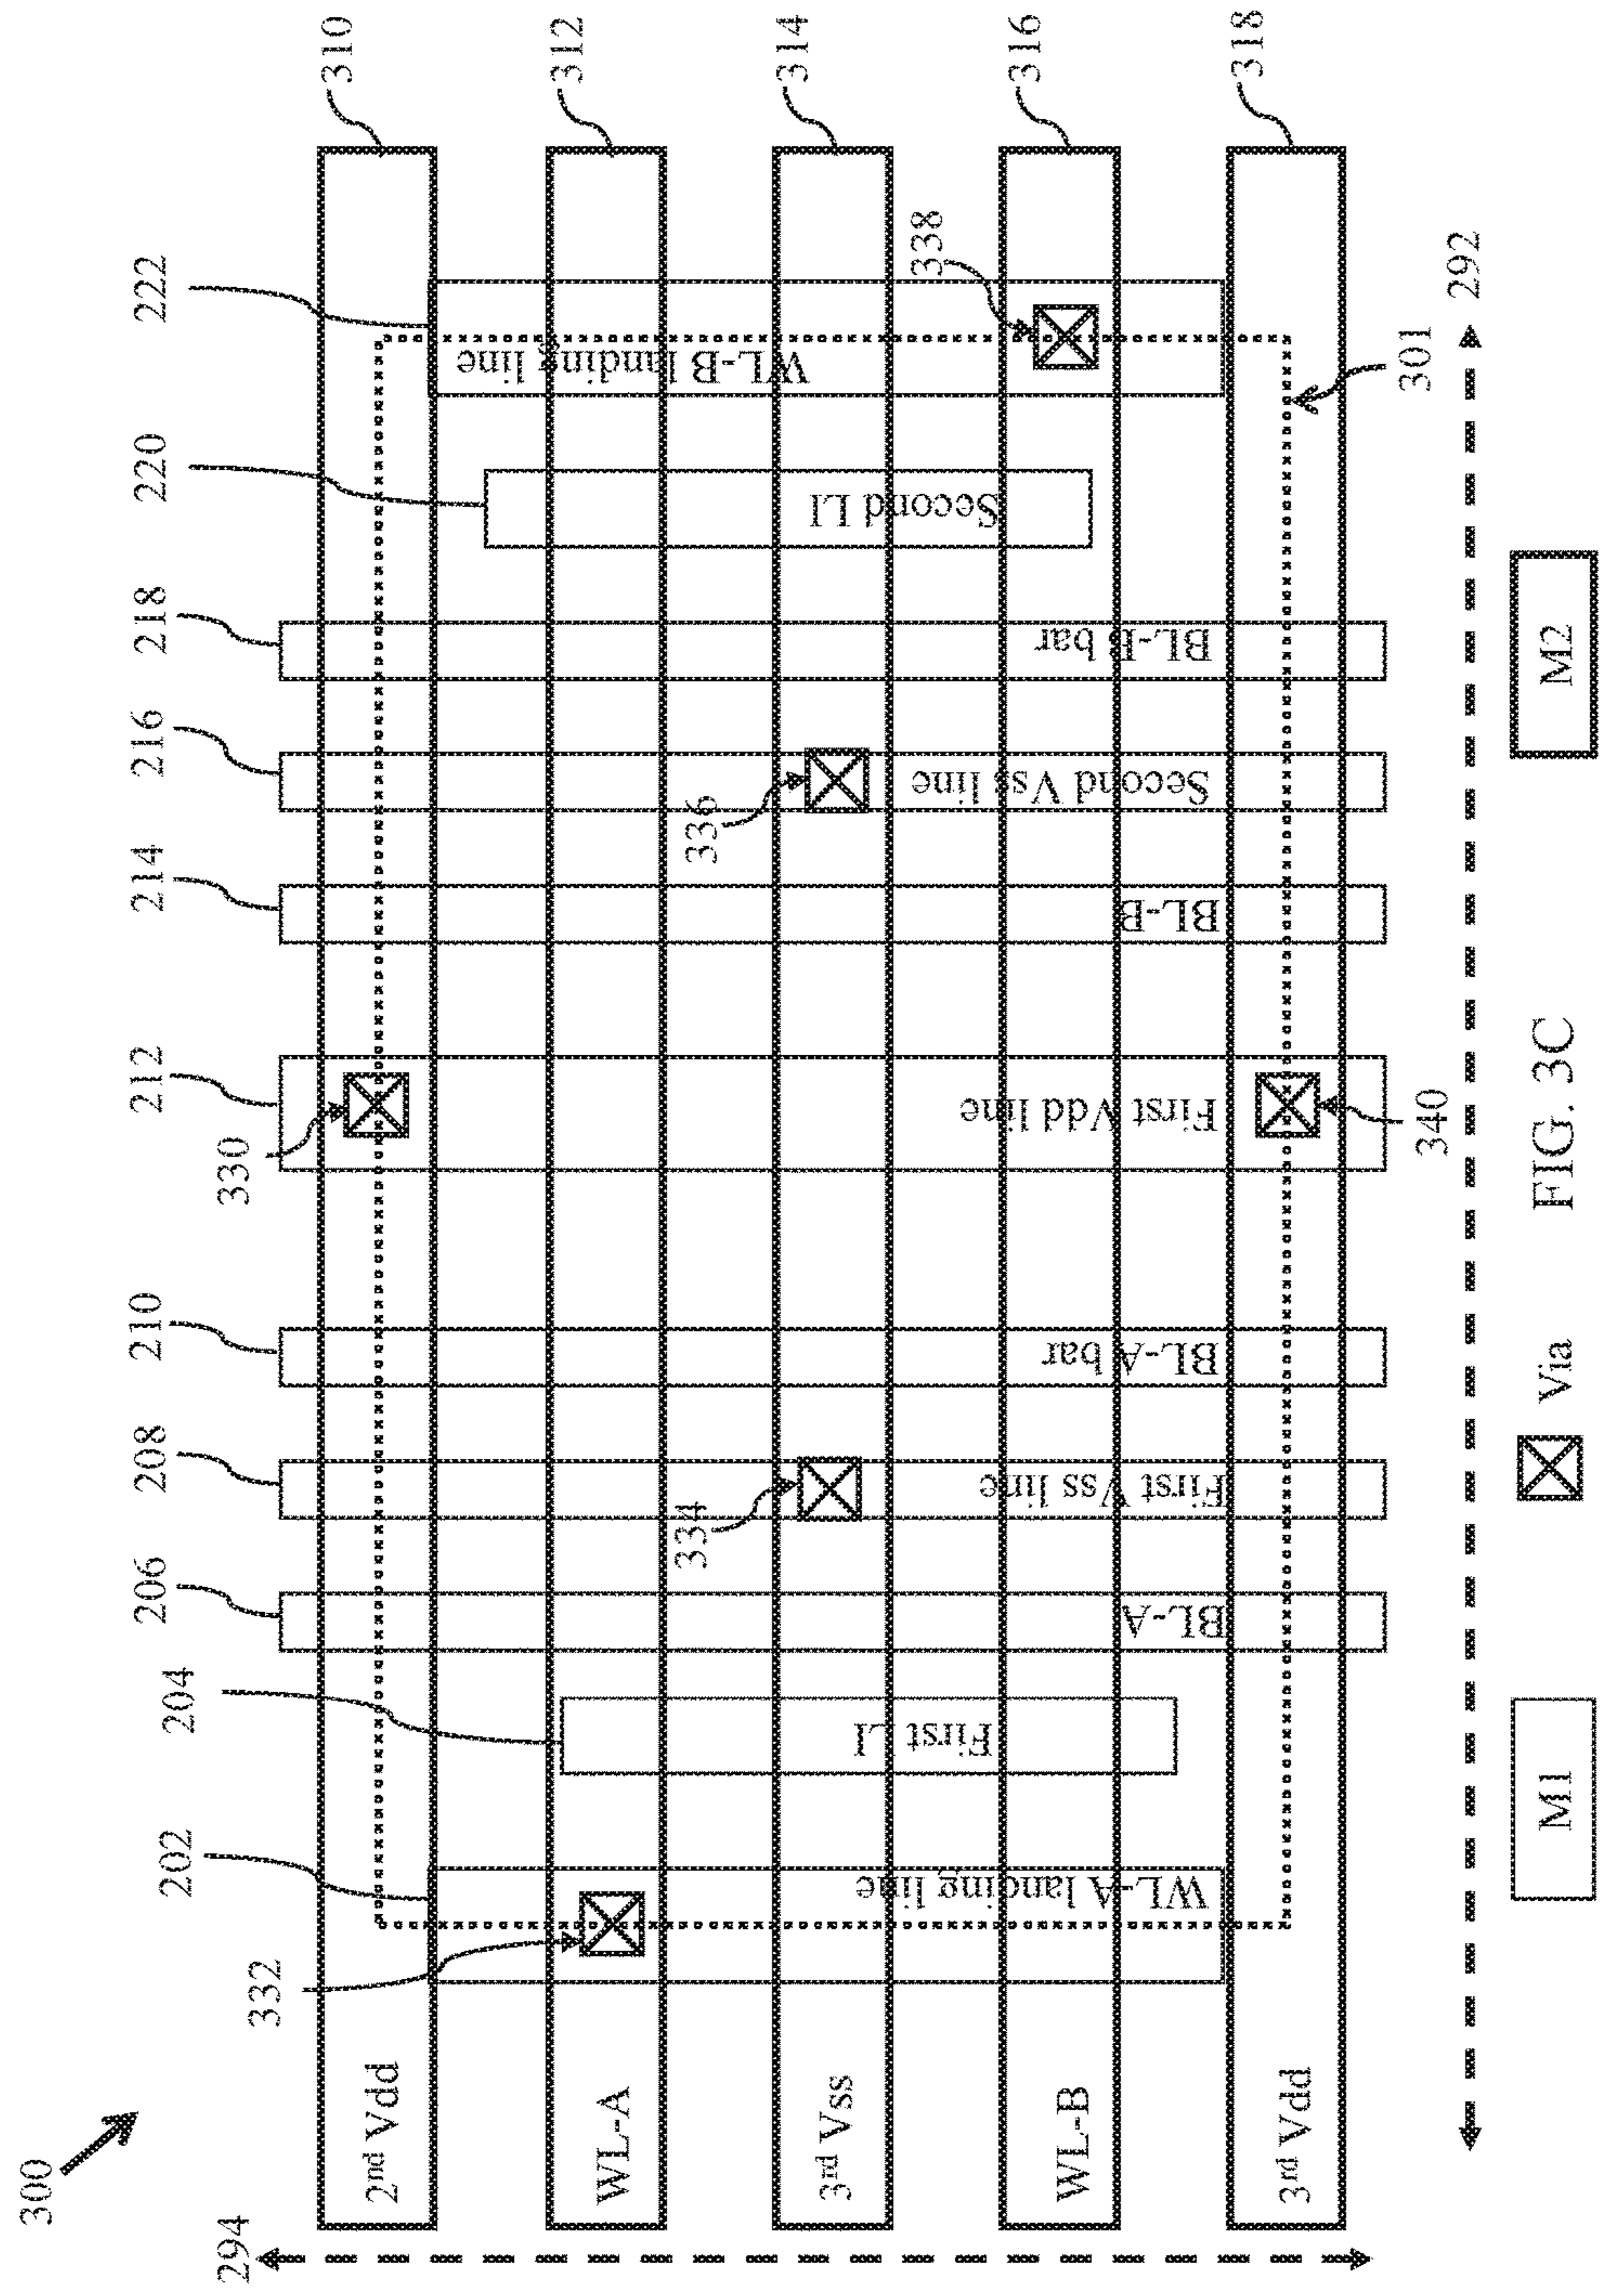 300
294
2nd Vdd
WL-A
3rd Vss
WL-B
3rd Vdd
310
312
314
316
318
202
204
206
208
210
212
214
216
218
220
222
332
334
330
336
338
340
301
292
WL-A landing line
First LI
BL-A
First Vss line
BL-A bar
First Vdd line
BL-B
Second Vss line
BL-B bar
Second LI
WL-B landing line
M1
Via
M2
FIG. 3C